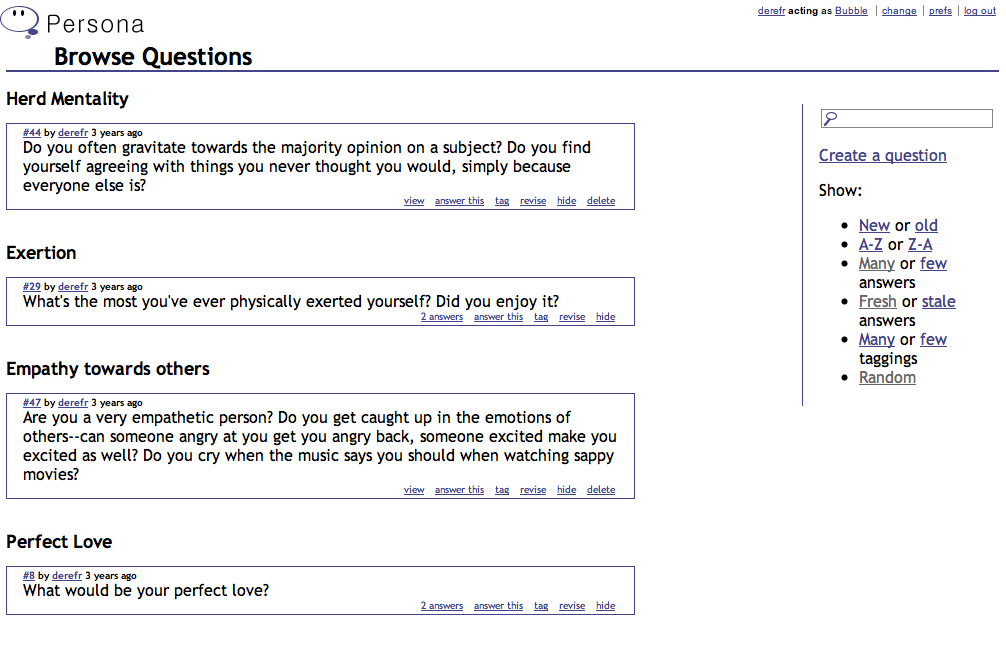 derefr acting as Bubble | change | prefs | log out
Persona
Browse Questions
Herd Mentality
#44 by derefr 3 years ago
Do you often gravitate towards the majority opinion on a subject? Do you find
yourself agreeing with things you never thought you would, simply because
everyone else is?
view answer this tag revise hide delete
Exertion
#29 by derefr 3 years ago
What's the most you've ever physically exerted yourself? Did you enjoy it?
2 answers answer this tag revise hide
Empathy towards others
#47 by derefr 3 years ago
Are you a very empathetic person? Do you get caught up in the emotions of
others--can someone angry at you get you angry back, someone excited make you
excited as well? Do you cry when the music says you should when watching sappy
movies?
view answer this tag revise hide delete
Perfect Love
#8 by derefr 3 years ago
What would be your perfect love?
2 answers answer this tag revise hide
Create a question
Show:
• New or old
• A-Z or Z-A
• Many or few
answers
• Fresh or stale
answers
• Many or few
taggings
• Random